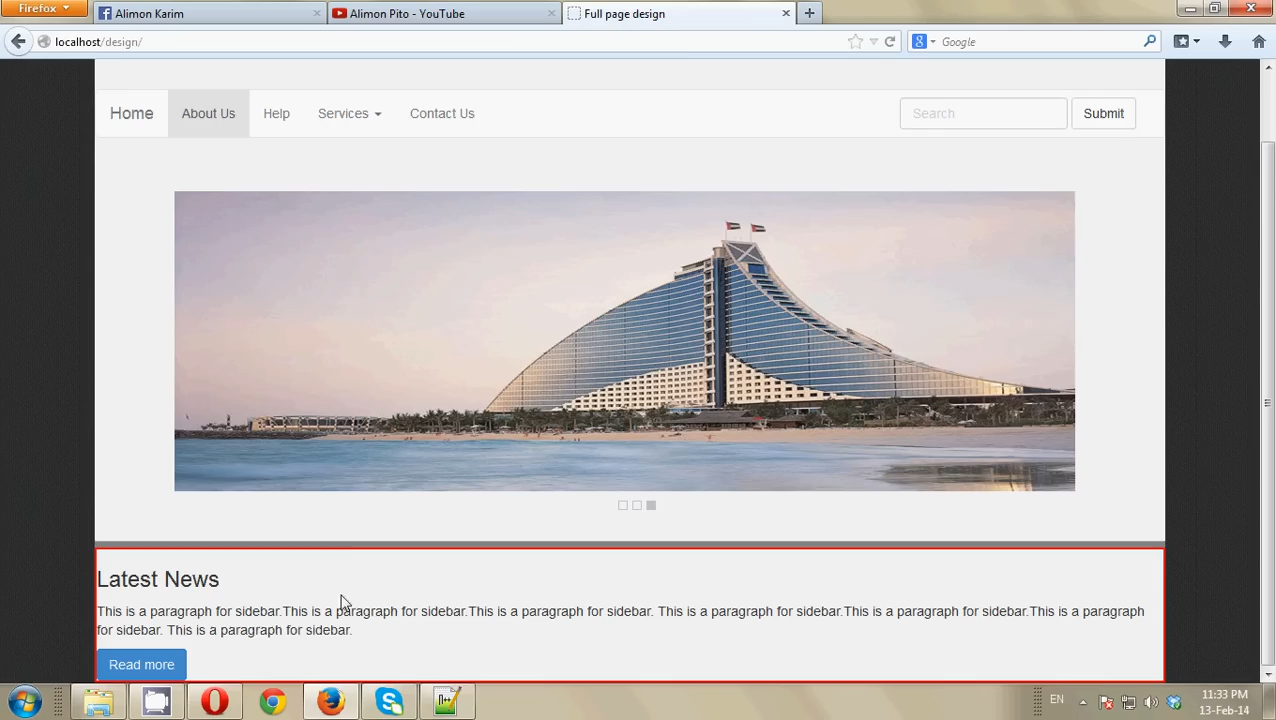 Firefox
Alimon Karim
Alimon Pito - YouTube
Full page design
localhost/design/
Google
Home
About Us
Help
Services
Contact Us
Search
Submit
Latest News
This is a paragraph for sidebar.This is a paragraph for sidebar.This is a paragraph for sidebar. This is a paragraph for sidebar.This is a paragraph for sidebar.This is a paragraph
for sidebar. This is a paragraph for sidebar.
Read more
EN
11:33 PM
13-Feb-14